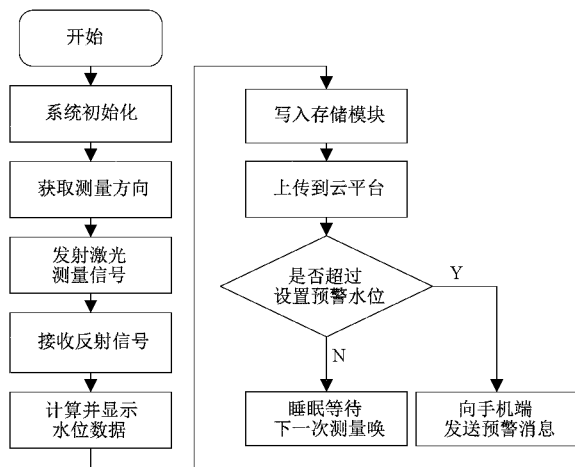 开始
系统初始化
获取测量方向
发射激光
测量信号
接收反射信号
计算并显示
水位数据
写入存储模块
上传到云平台
是否超过
设置预警水位
Y
N
睡眠等待
下一次测量唤
向手机端
发送预警消息